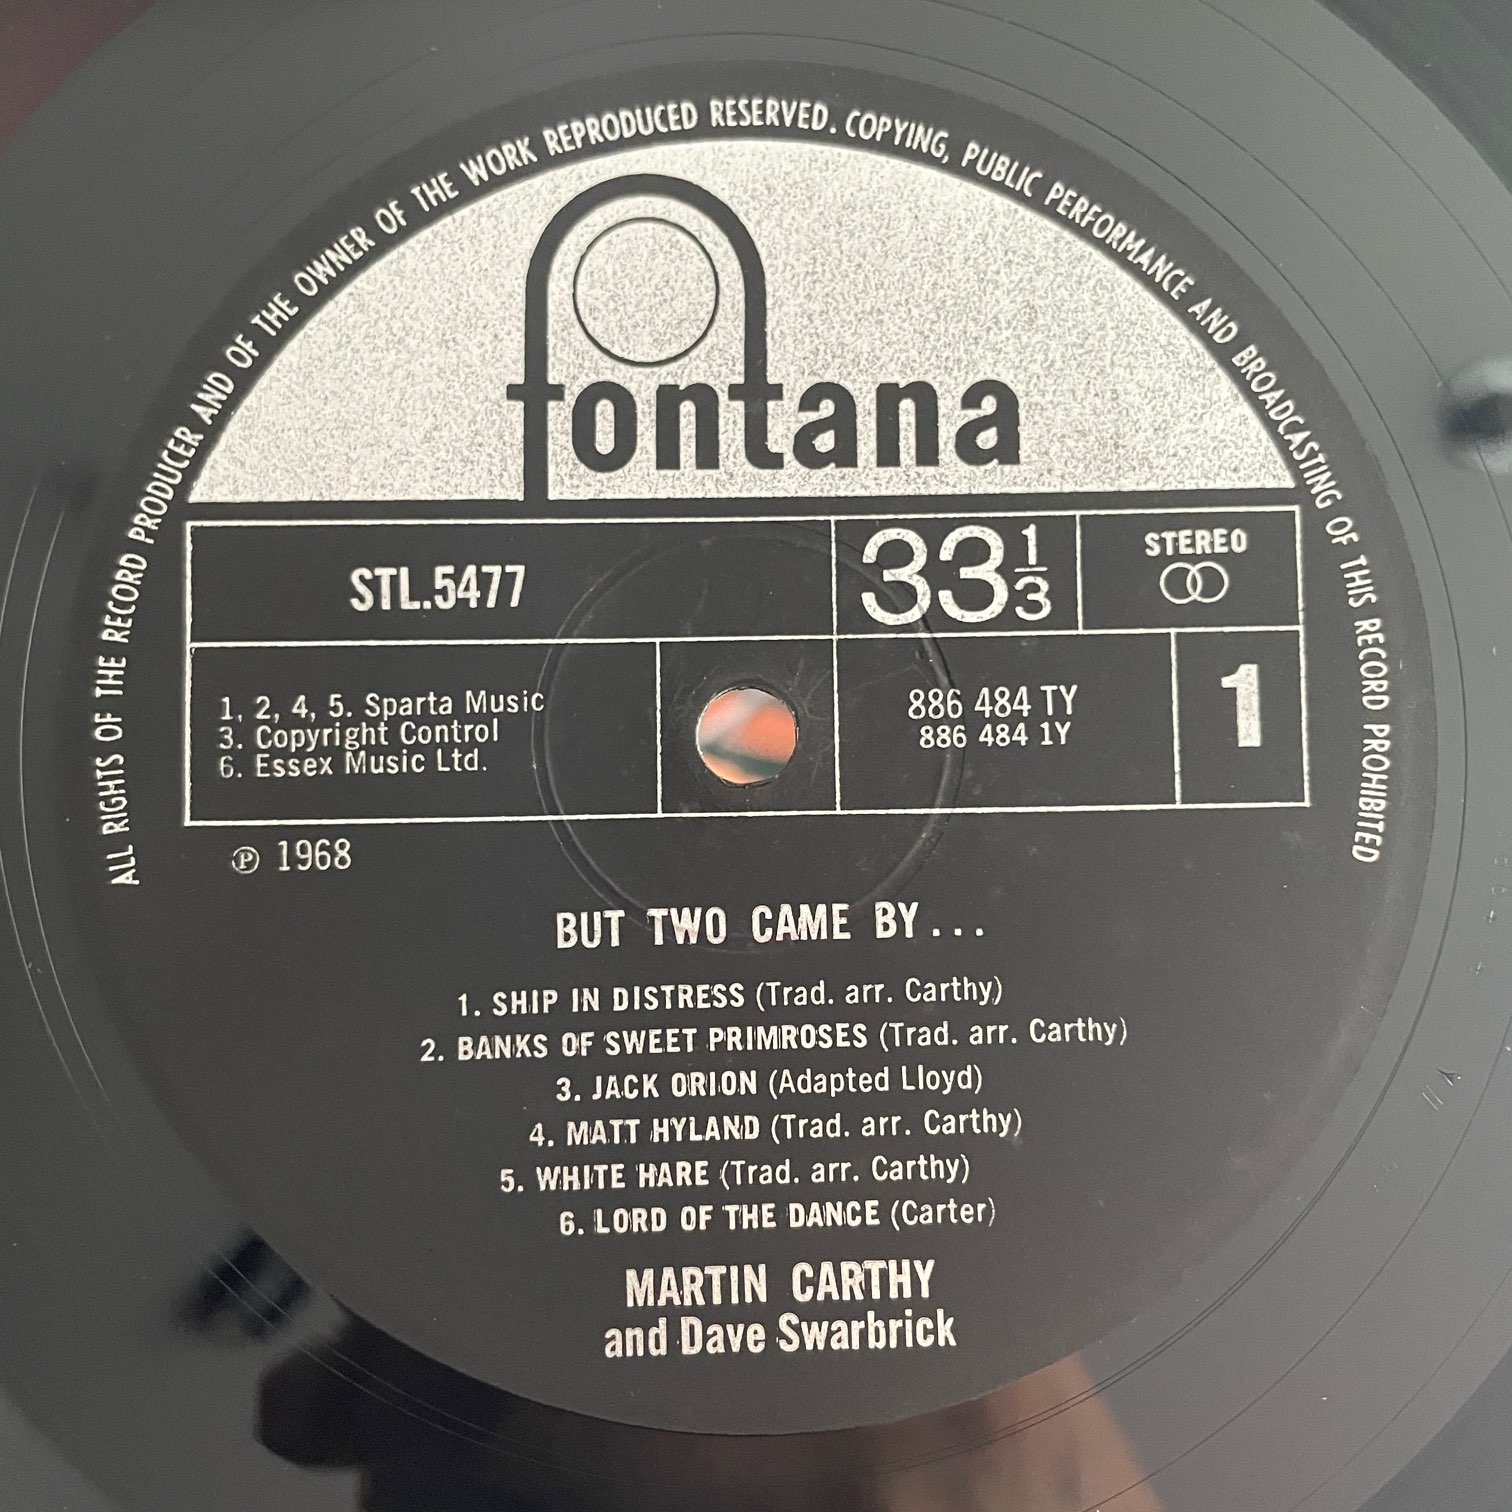 ALL RIGHTS OF THE RECORD PRODUCER AND OF THE OWNER OF THE WORK REPRODUCED RESERVED. COPYING, PUBLIC PERFORMANCE AND BROADCASTING OF THIS RECORD PROHIBITED
fontana
STL.5477
33⅓
STEREO
1, 2, 4, 5. Sparta Music
3. Copyright Control
6. Essex Music Ltd.
886 484 TY
886 484 1Y
1
℗ 1968
BUT TWO CAME BY...
1. SHIP IN DISTRESS (Trad. arr. Carthy)
2. BANKS OF SWEET PRIMROSES (Trad. arr. Carthy)
3. JACK ORION (Adapted Lloyd)
4. MATT HYLAND (Trad. arr. Carthy)
5. WHITE HARE (Trad. arr. Carthy)
6. LORD OF THE DANCE (Carter)
MARTIN CARTHY
and Dave Swarbrick